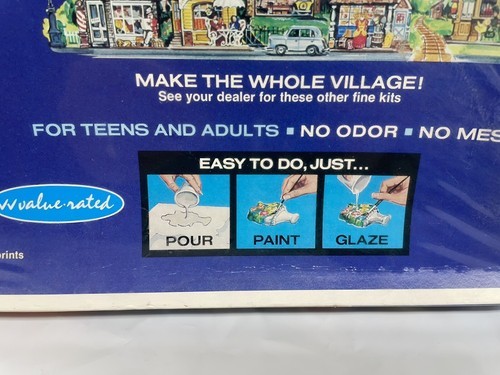 MAKE THE WHOLE VILLAGE!
See your dealer for these other fine kits
FOR TEENS AND ADULTS ▪ NO ODOR ▪ NO MES
EASY TO DO, JUST...
POUR
PAINT
GLAZE
value·rated
prints